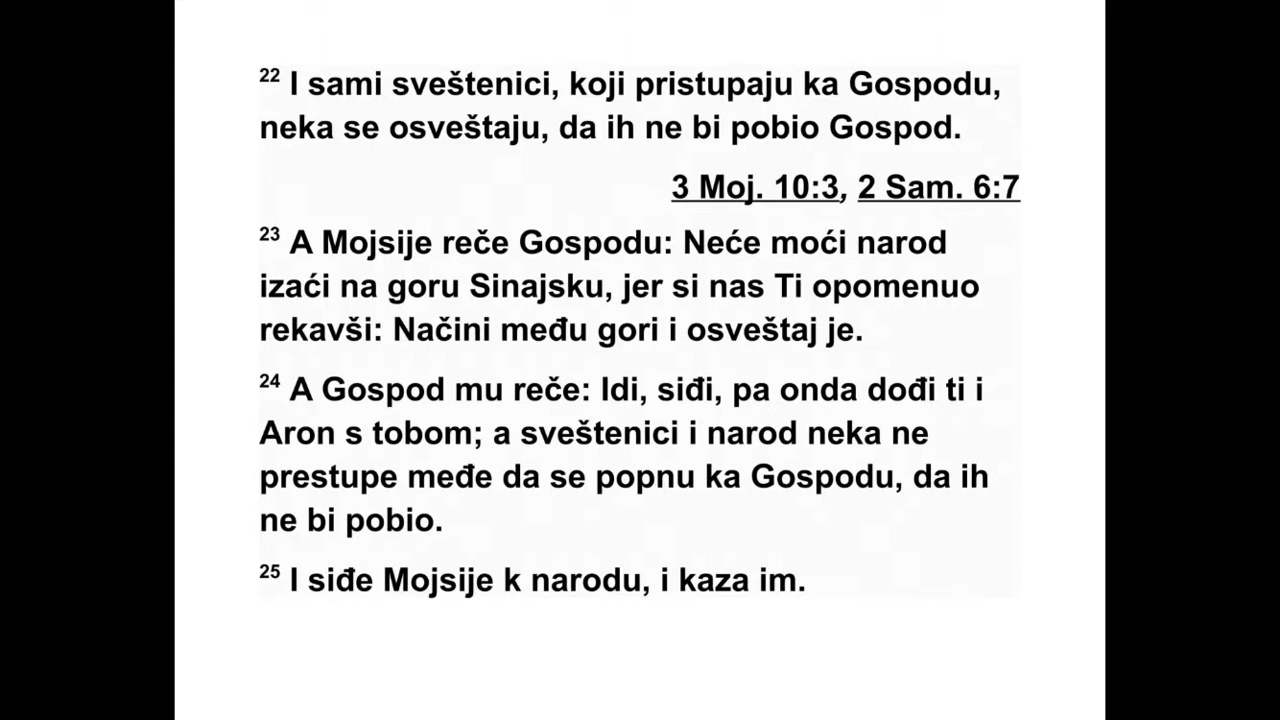 22 I sami sveštenici, koji pristupaju ka Gospodu,
neka se osveštaju, da ih ne bi pobio Gospod.
3 Moj. 10:3, 2 Sam. 6:7
23 A Mojsije reče Gospodu: Neće moći narod
izaći na goru Sinajsku, jer si nas Ti opomenuo
rekavši: Načini među gori i osveštaj je.
24 A Gospod mu reče: Idi, siđi, pa onda dođi ti i
Aron s tobom; a sveštenici i narod neka ne
prestupe međe da se popnu ka Gospodu, da ih
ne bi pobio.
25 I siđe Mojsije k narodu, i kaza im.